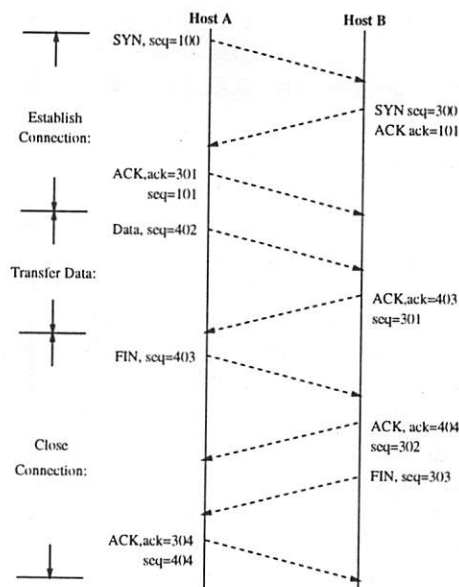 Host A
Host B
SYN, seq=100
SYN seq=300
ACK ack=101
Establish
Connection:
ACK,ack=301
seq=101
Data, seq=402
Transfer Data:
ACK,ack=403
seq=301
FIN, seq=403
ACK, ack=404
seq=302
Close
Connection:
FIN, seq=303
ACK,ack=304
seq=404